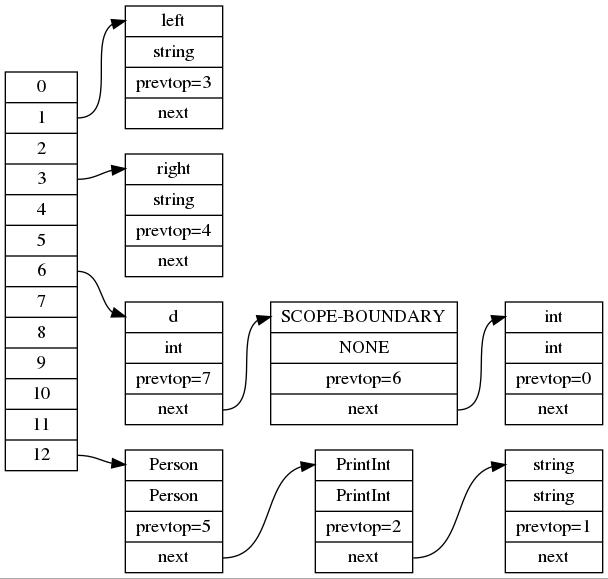 0
1
2
3
4
5
6
7
8
9
10
11
12
left
string
prevtop=3
next
right
string
prevtop=4
next
d
int
prevtop=7
next
SCOPE-BOUNDARY
NONE
prevtop=6
next
int
int
prevtop=0
next
Person
Person
prevtop=5
next
PrintInt
PrintInt
prevtop=2
next
string
string
prevtop=1
next